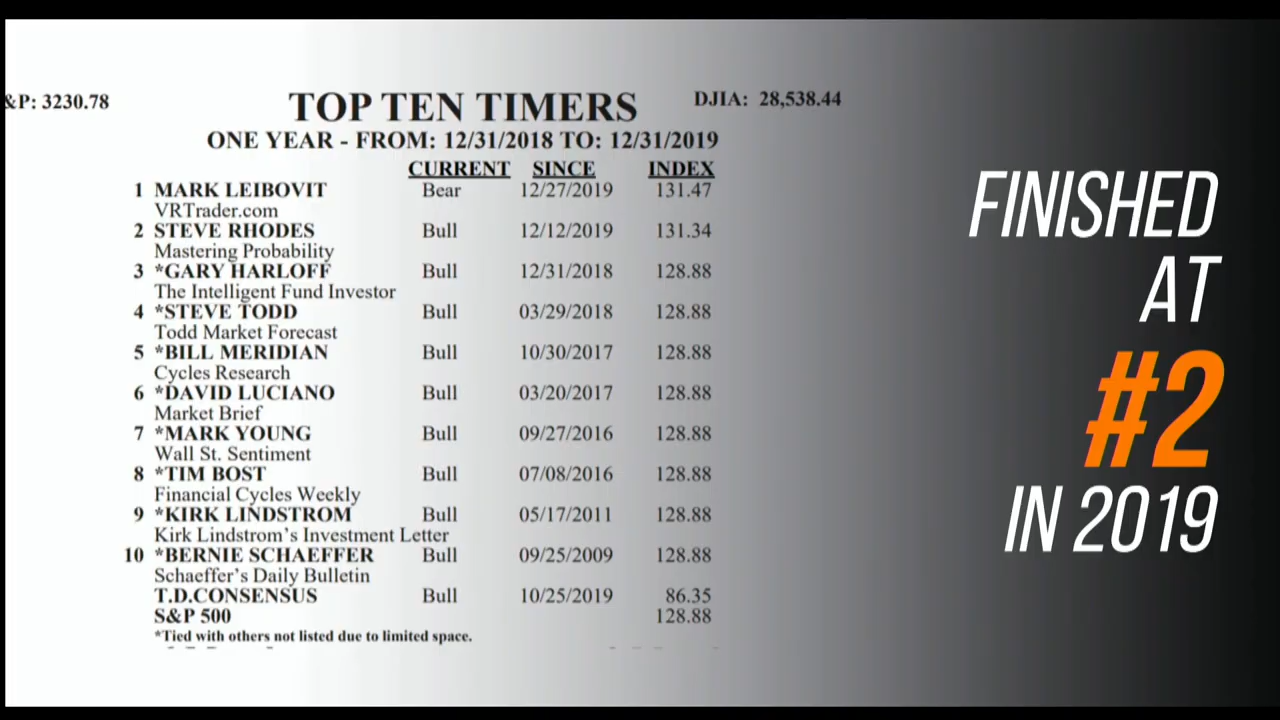 &P: 3230.78
TOP TEN TIMERS
DJIA: 28,538.44
ONE YEAR - FROM: 12/31/2018 TO: 12/31/2019
CURRENT SINCE INDEX
1 MARK LEIBOVIT Bear 12/27/2019 131.47
VRTrader.com
2 STEVE RHODES Bull 12/12/2019 131.34
Mastering Probability
3 *GARY HARLOFF Bull 12/31/2018 128.88
The Intelligent Fund Investor
4 *STEVE TODD Bull 03/29/2018 128.88
Todd Market Forecast
5 *BILL MERIDIAN Bull 10/30/2017 128.88
Cycles Research
6 *DAVID LUCIANO Bull 03/20/2017 128.88
Market Brief
7 *MARK YOUNG Bull 09/27/2016 128.88
Wall St. Sentiment
8 *TIM BOST Bull 07/08/2016 128.88
Financial Cycles Weekly
9 *KIRK LINDSTROM Bull 05/17/2011 128.88
Kirk Lindstrom's Investment Letter
10 *BERNIE SCHAEFFER Bull 09/25/2009 128.88
Schaeffer's Daily Bulletin
T.D.CONSENSUS Bull 10/25/2019 86.35
S&P 500 128.88
*Tied with others not listed due to limited space.
FINISHED
AT
#2
IN 2019